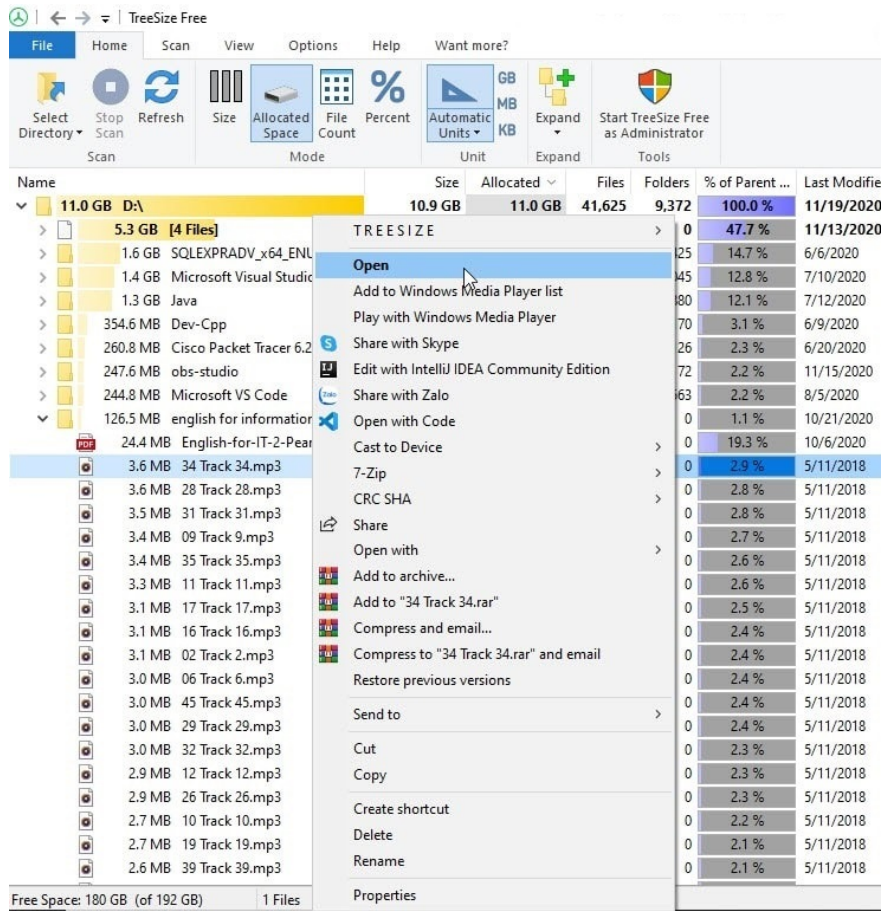 TreeSize Free
File Home Scan View Options Help Want more?
Select Directory Stop Scan Refresh Size Allocated Space File Count Percent Automatic Units GB MB KB Expand Start TreeSize Free as Administrator
Scan Mode Unit Expand Tools
Name Size Allocated Files Folders % of Parent ... Last Modifie
11.0 GB D:\ 10.9 GB 11.0 GB 41,625 9,372 100.0 % 11/19/2020
5.3 GB [4 Files] 0 47.7 % 11/13/2020
1.6 GB SQLEXPRADV_x64_ENU 14.7 % 6/6/2020
1.4 GB Microsoft Visual Studio 12.8 % 7/10/2020
1.3 GB Java 12.1 % 7/12/2020
354.6 MB Dev-Cpp 70 3.1 % 6/9/2020
260.8 MB Cisco Packet Tracer 6.2 26 2.3 % 6/20/2020
247.6 MB obs-studio 72 2.2 % 11/15/2020
244.8 MB Microsoft VS Code 2.2 % 8/5/2020
126.5 MB english for information 0 1.1 % 10/21/2020
PDF 24.4 MB English-for-IT-2-Pear 0 19.3 % 10/6/2020
3.6 MB 34 Track 34.mp3 0 2.9 % 5/11/2018
3.6 MB 28 Track 28.mp3 0 2.8 % 5/11/2018
3.5 MB 31 Track 31.mp3 0 2.8 % 5/11/2018
3.4 MB 09 Track 9.mp3 0 2.7 % 5/11/2018
3.4 MB 35 Track 35.mp3 0 2.6 % 5/11/2018
3.3 MB 11 Track 11.mp3 0 2.6 % 5/11/2018
3.1 MB 17 Track 17.mp3 0 2.5 % 5/11/2018
3.1 MB 16 Track 16.mp3 0 2.4 % 5/11/2018
3.1 MB 02 Track 2.mp3 0 2.4 % 5/11/2018
3.0 MB 06 Track 6.mp3 0 2.4 % 5/11/2018
3.0 MB 45 Track 45.mp3 0 2.4 % 5/11/2018
3.0 MB 29 Track 29.mp3 0 2.4 % 5/11/2018
3.0 MB 32 Track 32.mp3 0 2.3 % 5/11/2018
2.9 MB 12 Track 12.mp3 0 2.3 % 5/11/2018
2.9 MB 26 Track 26.mp3 0 2.3 % 5/11/2018
2.7 MB 10 Track 10.mp3 0 2.2 % 5/11/2018
2.7 MB 19 Track 19.mp3 0 2.1 % 5/11/2018
2.6 MB 39 Track 39.mp3 0 2.1 % 5/11/2018
TREESIZE
Open
Add to Windows Media Player list
Play with Windows Media Player
Share with Skype
Edit with IntelliJ IDEA Community Edition
Zalo Share with Zalo
Open with Code
Cast to Device
7-Zip
CRC SHA
Share
Open with
Add to archive...
Add to "34 Track 34.rar"
Compress and email...
Compress to "34 Track 34.rar" and email
Restore previous versions
Send to
Cut
Copy
Create shortcut
Delete
Rename
Properties
Free Space: 180 GB (of 192 GB) 1 Files